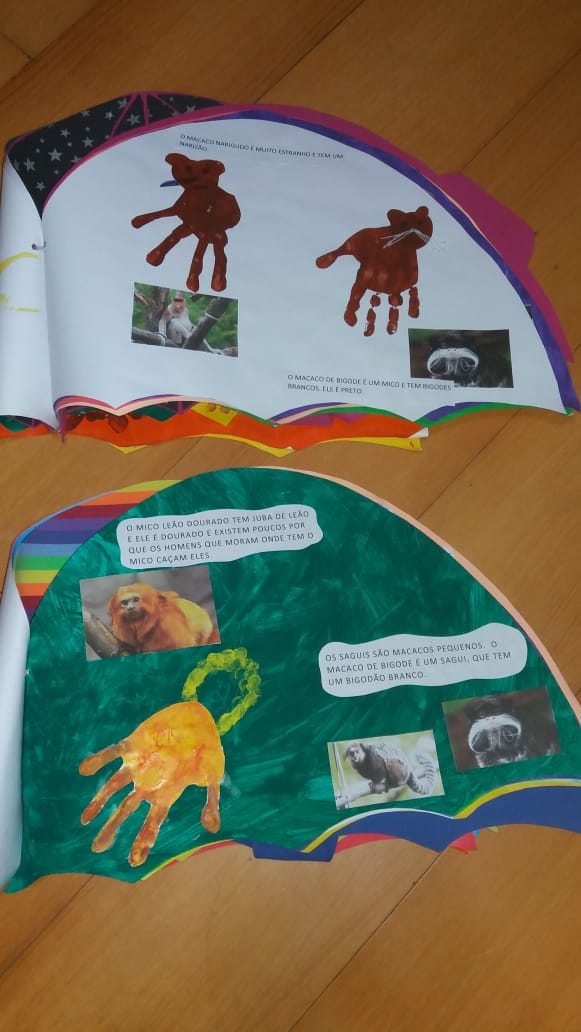 O MACACO NARIGUDO É MUITO ESTRANHO E TEM UM
NARIZÃO.
O MACACO DE BIGODE É UM MICO E TEM BIGODES
BRANCOS. ELE É PRETO.
O MICO LEÃO DOURADO TEM JUBA DE LEÃO
E ELE É DOURADO E EXISTEM POUCOS POR
QUE OS HOMENS QUE MORAM ONDE TEM O
MICO CAÇAM ELES.
OS SAGUIS SÃO MACACOS PEQUENOS. O
MACACO DE BIGODE É UM SAGUI, QUE TEM
UM BIGODÃO BRANCO.